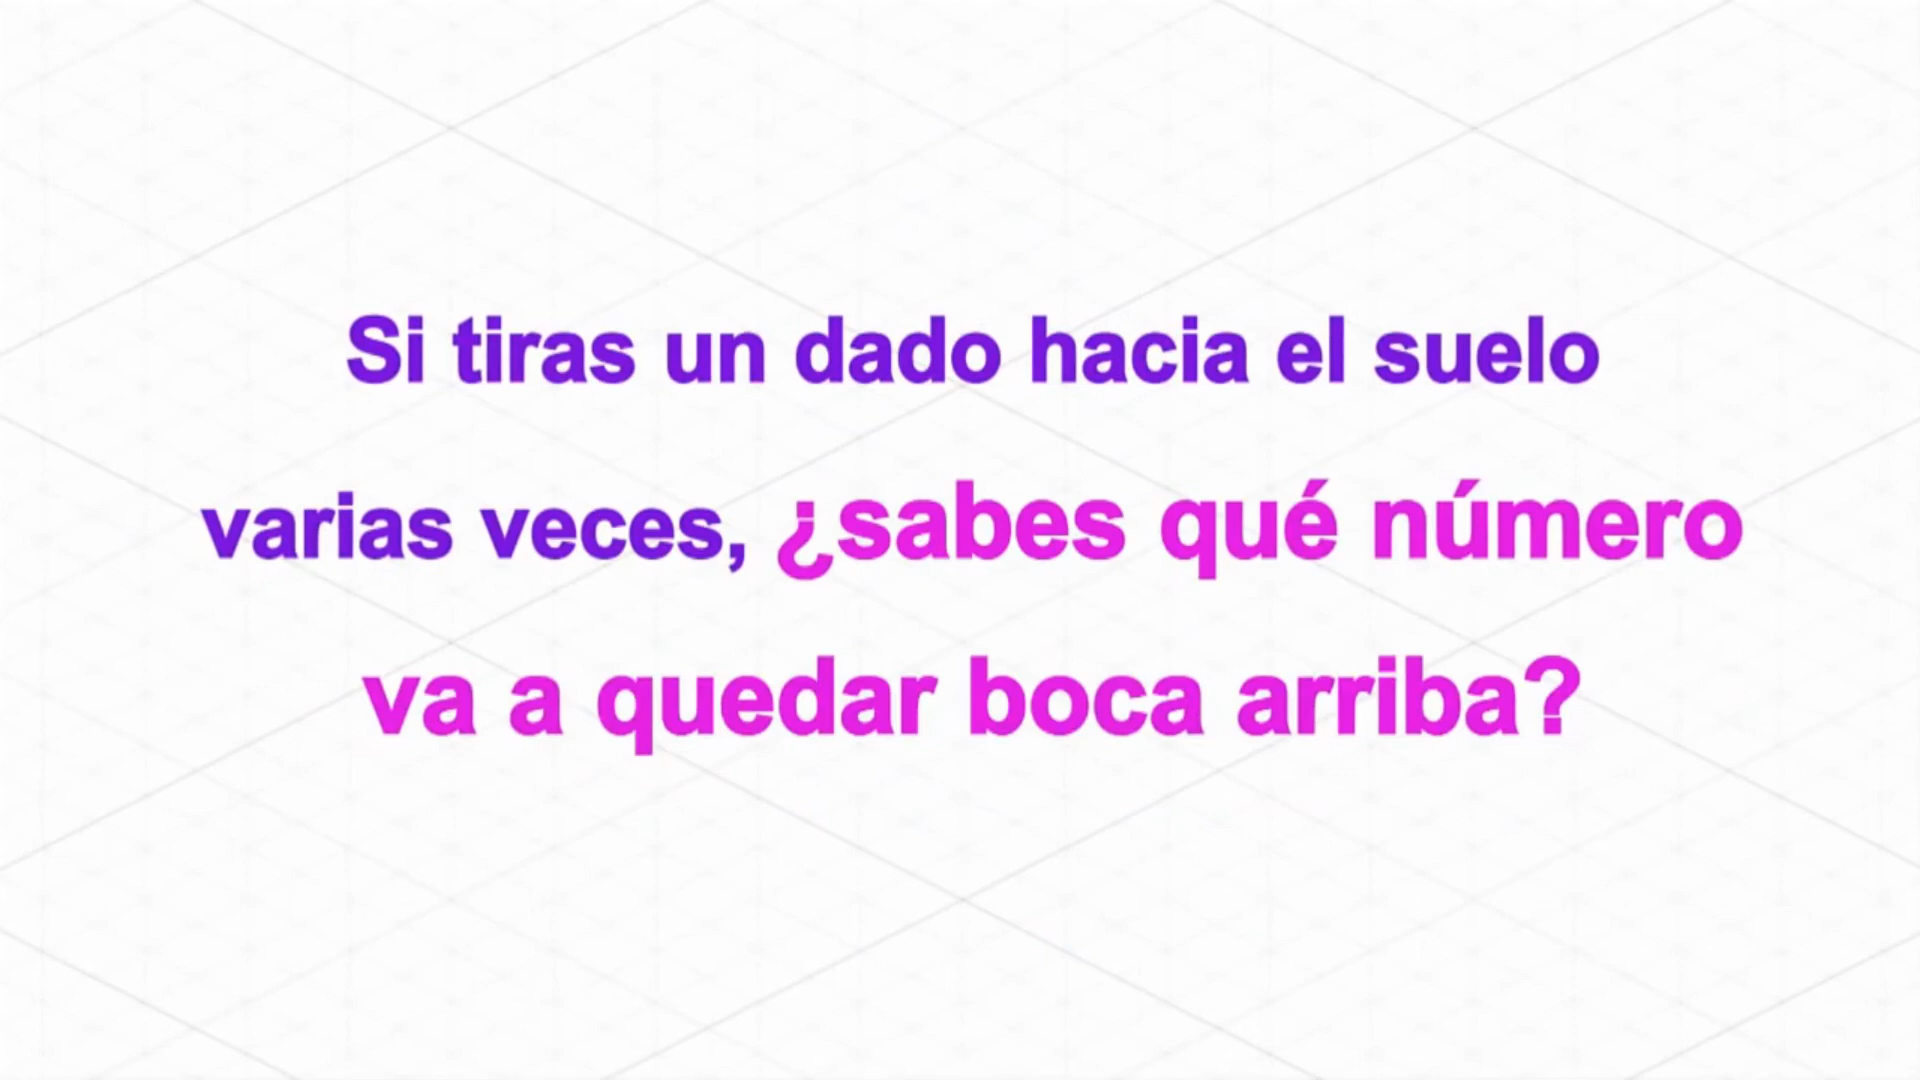 Si tiras un dado hacia el suelo
varias veces, ¿sabes qué número
va a quedar boca arriba?